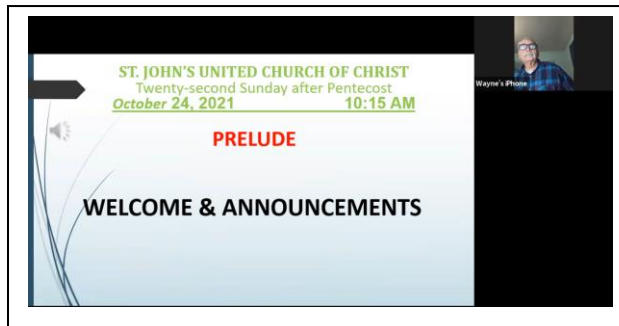 ST. JOHN'S UNITED CHURCH OF CHRIST
Twenty-second Sunday after Pentecost
October 24, 2021 10:15 AM
PRELUDE
WELCOME & ANNOUNCEMENTS
Wayne's iPhone